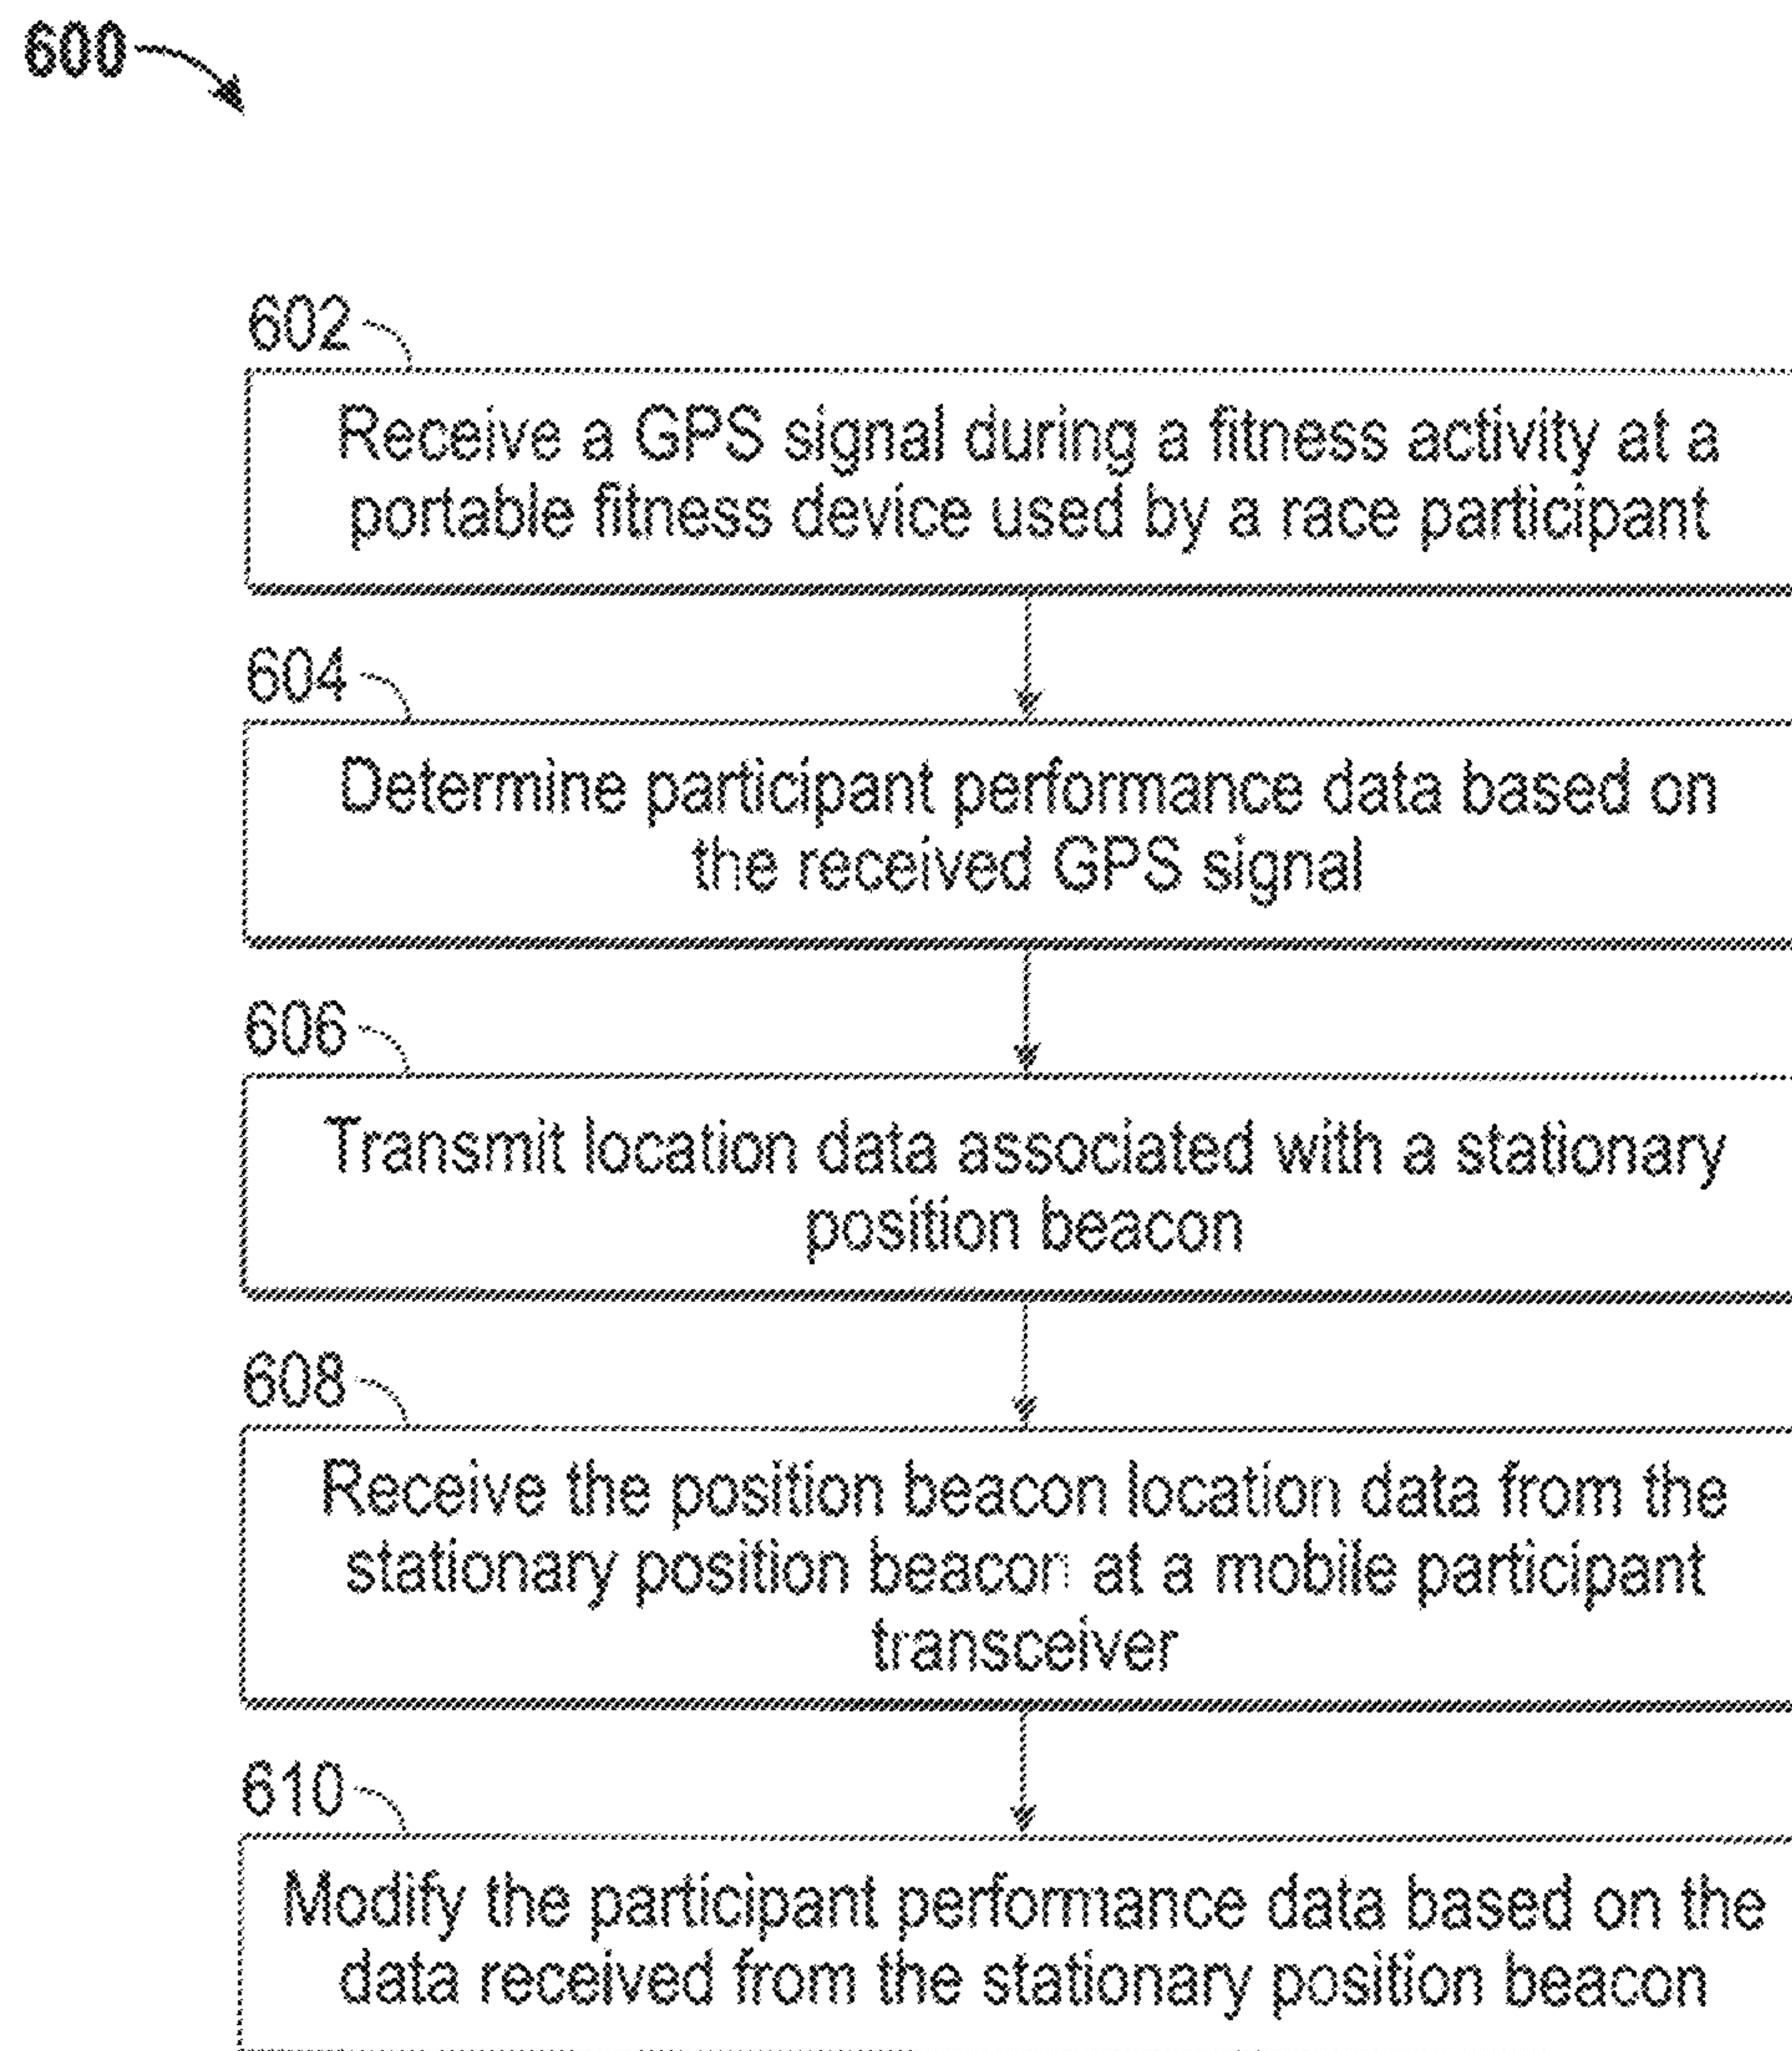 600
602
Receive a GPS signal during a fitness activity at a
portable fitness device used by a race participant
604
Determine participant performance data based on
the received GPS signal
606
Transmit location data associated with a stationary
position beacon
608
Receive the position beacon location data from the
stationary position beacon at a mobile participant
transceiver
610
Modify the participant performance data based on the
data received from the stationary position beacon